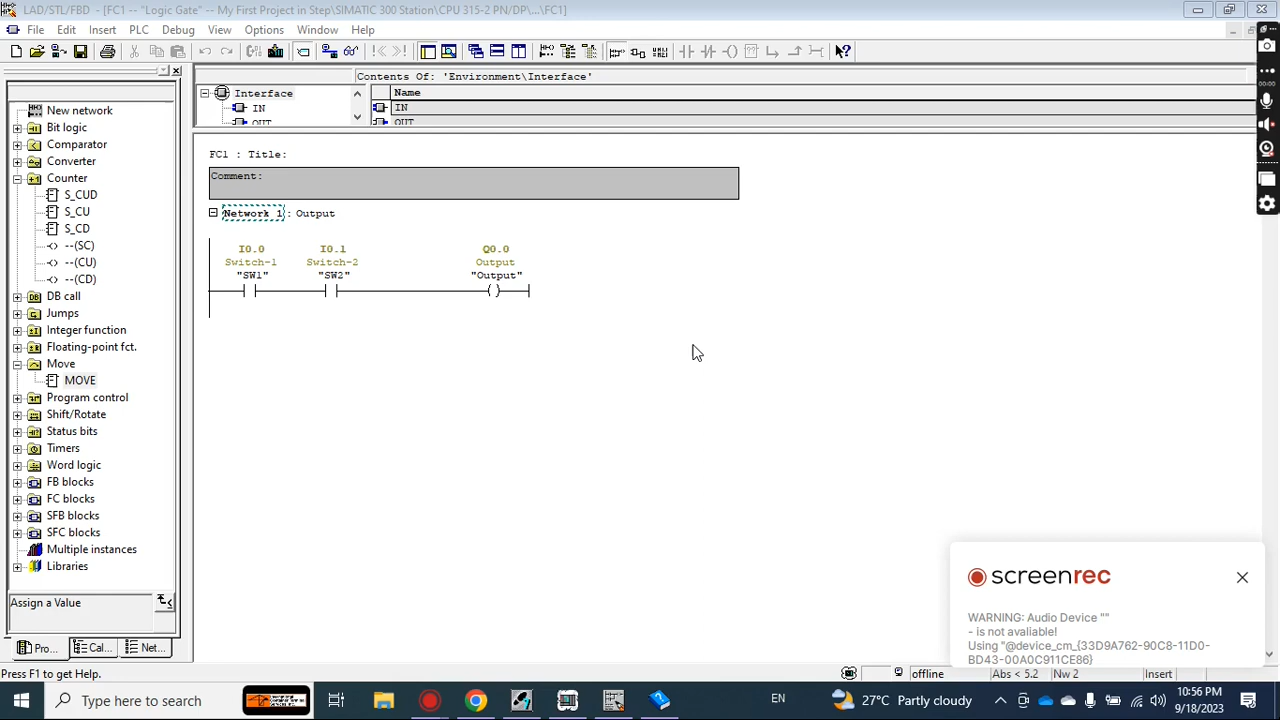 LAD/STL/FBD - [FC1 -- "Logic Gate" -- My First Project in Step\SIMATIC 300 Station\CPU 315-2 PN/DP\...\FC1]
File Edit Insert PLC Debug View Options Window Help
Contents Of: 'Environment\Interface'
Interface
IN
OUT
Name
IN
OUT
New network
Bit logic
Comparator
Converter
Counter
S_CUD
S_CU
S_CD
--(SC)
--(CU)
--(CD)
DB call
Jumps
Integer function
Floating-point fct.
Move
MOVE
Program control
Shift/Rotate
Status bits
Timers
Word logic
FB blocks
FC blocks
SFB blocks
SFC blocks
Multiple instances
Libraries
Assign a Value
Pro... Cal... Net...
FC1 : Title:
Comment:
Network 1 : Output
I0.0 I0.1 Q0.0
Switch-1 Switch-2 Output
"SW1" "SW2" "Output"
00:00
screenrec
WARNING: Audio Device ""
- is not avaliable!
Using "@device_cm_{33D9A762-90C8-11D0-
BD43-00A0C911CE86}
Press F1 to get Help.
offline Abs < 5.2 Nw 2 Insert
Type here to search
EN
27°C Partly cloudy
10:56 PM
9/18/2023